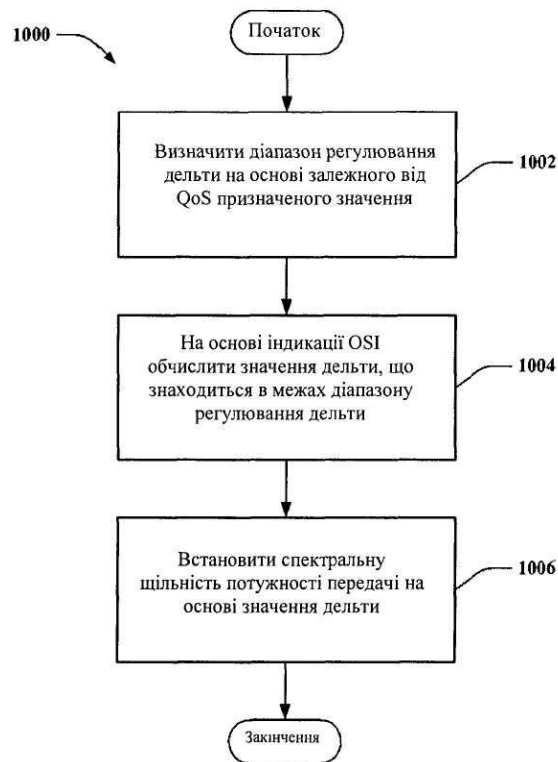 1000
Початок
Визначити діапазон регулювання
дельти на основі залежного від
QoS призначеного значення
1002
На основі індикації OSI
обчислити значення дельти, що
знаходиться в межах діапазону
регулювання дельти
1004
Встановити спектральну
щільність потужності передачі на
основі значення дельти
1006
Закінчення